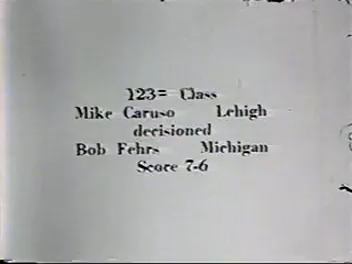 123= Class
Mike Caruso Lehigh
decisioned
Bob Fehrs Michigan
Score 7-6